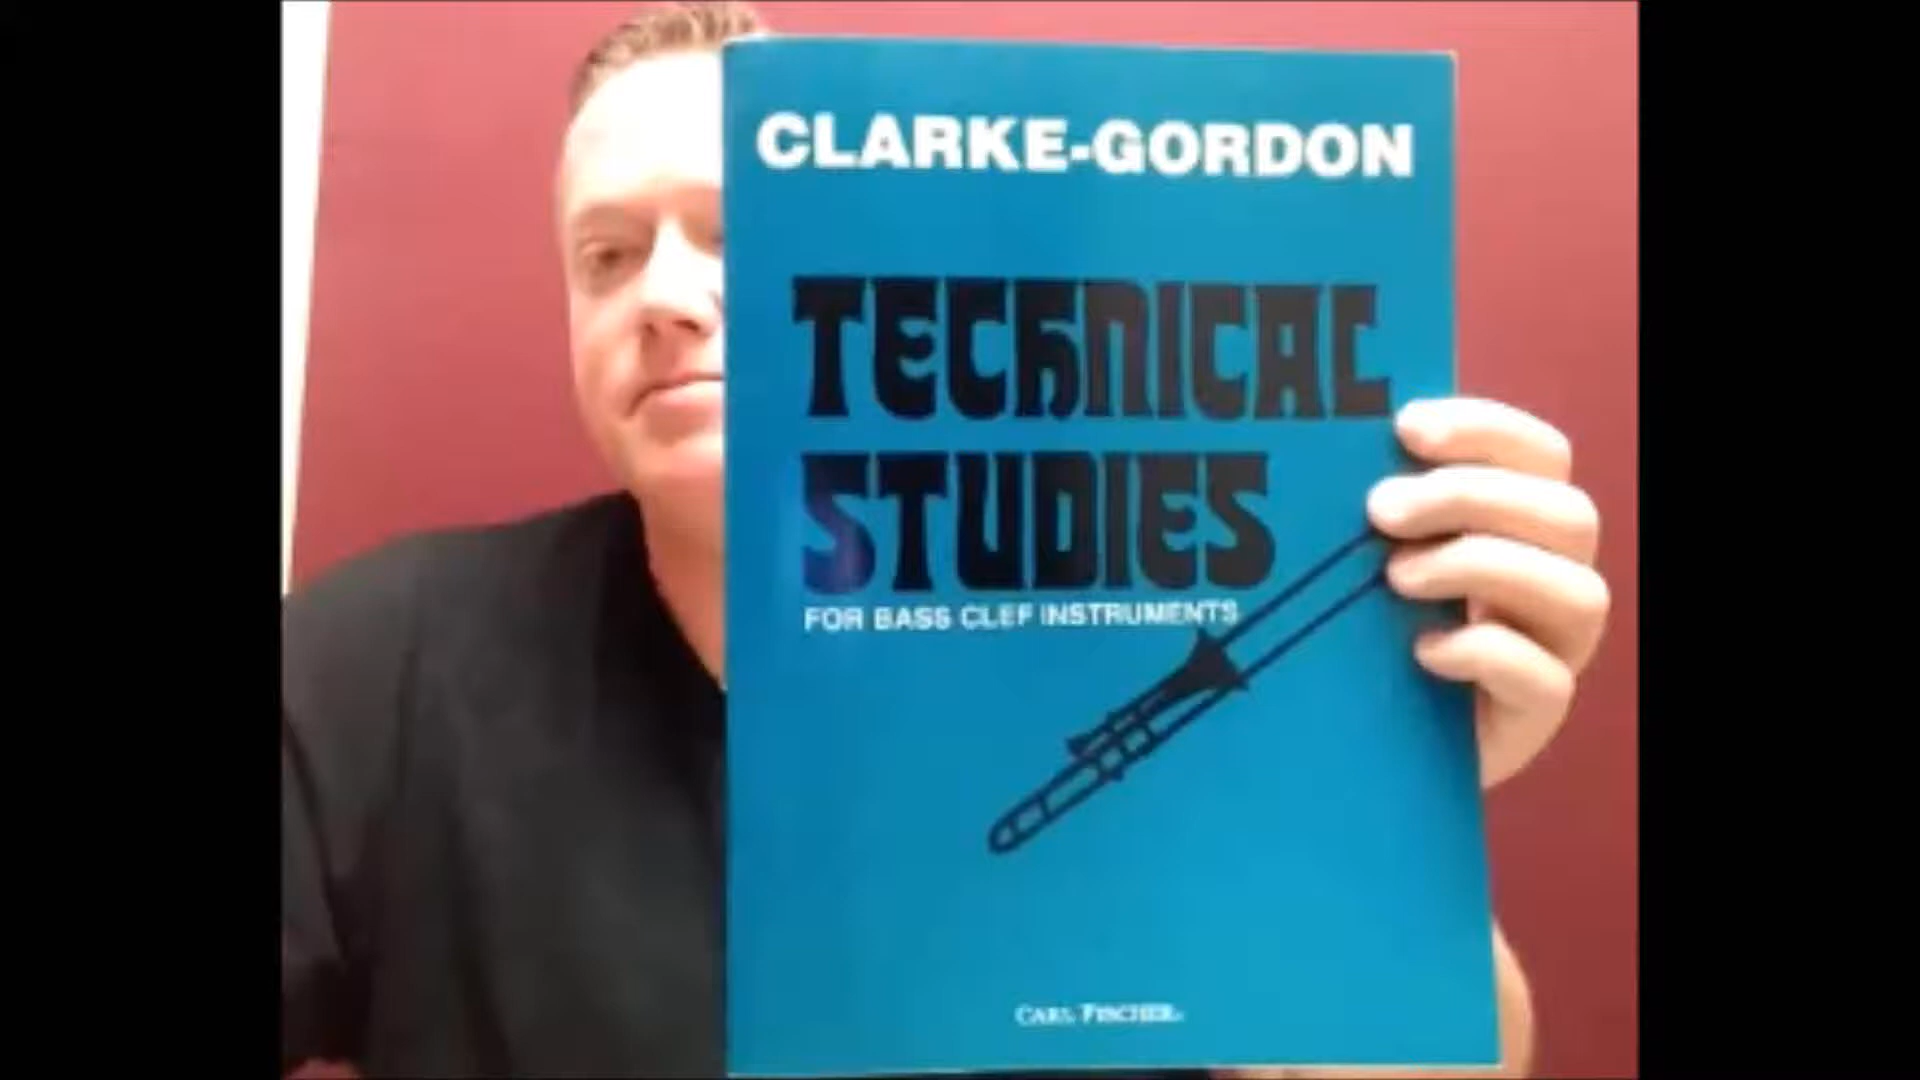 CLARKE-GORDON
TECHNICAL
STUDIES
FOR BASS CLEF INSTRUMENTS
CARL FISCHER®